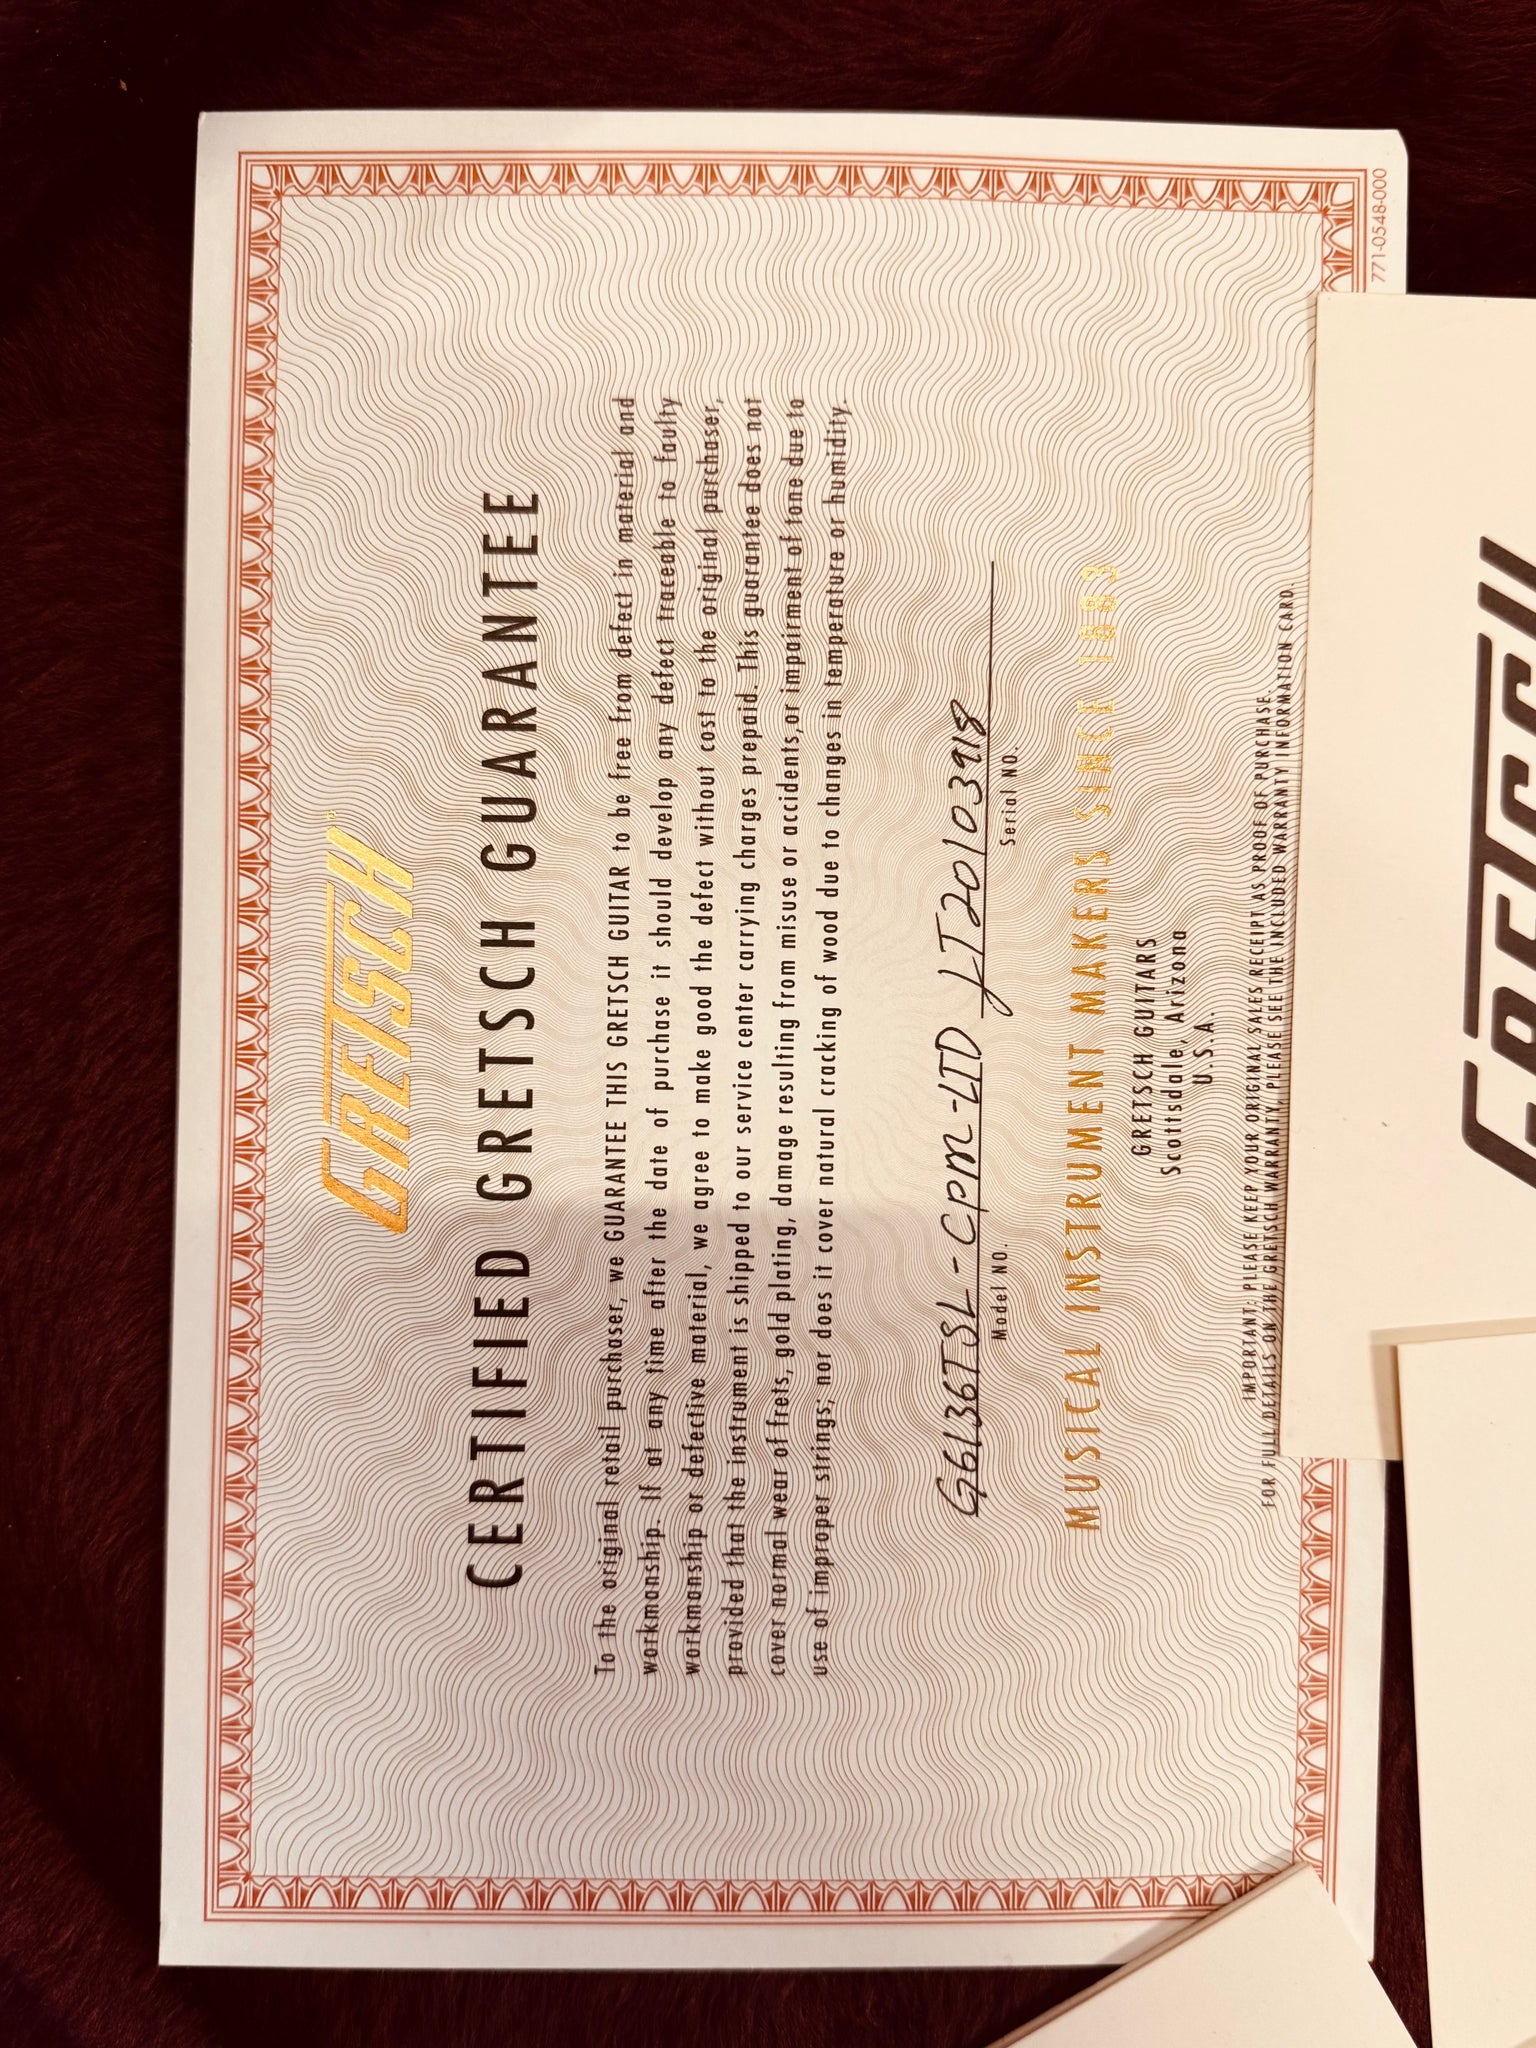 771-0548-000
GRETSCH
CERTIFIED GRETSCH GUARANTEE
To the original retail purchaser, we GUARANTEE THIS GRETSCH GUITAR to be free from defect in material and
workmanship. If at any time after the date of purchase it should develop any defect traceable to faulty
workmanship or defective material, we agree to make good the defect without cost to the original purchaser,
provided that the instrument is shipped to our service center carrying charges prepaid. This guarantee does not
cover normal wear of frets, gold plating, damage resulting from misuse or accidents, or impairment of tone due to
use of improper strings; nor does it cover natural cracking of wood due to changes in temperature or humidity.
G6136TSL-CPM-LTD JT20103918
Model NO. Serial NO.
MUSICAL INSTRUMENT MAKERS SINCE 1883
GRETSCH GUITARS
Scottsdale, Arizona
U.S.A.
IMPORTANT: PLEASE KEEP YOUR ORIGINAL SALES RECEIPT AS PROOF OF PURCHASE.
FOR FULL DETAILS ON THE GRETSCH WARRANTY, PLEASE SEE THE INCLUDED WARRANTY INFORMATION CARD.
GRETSCH